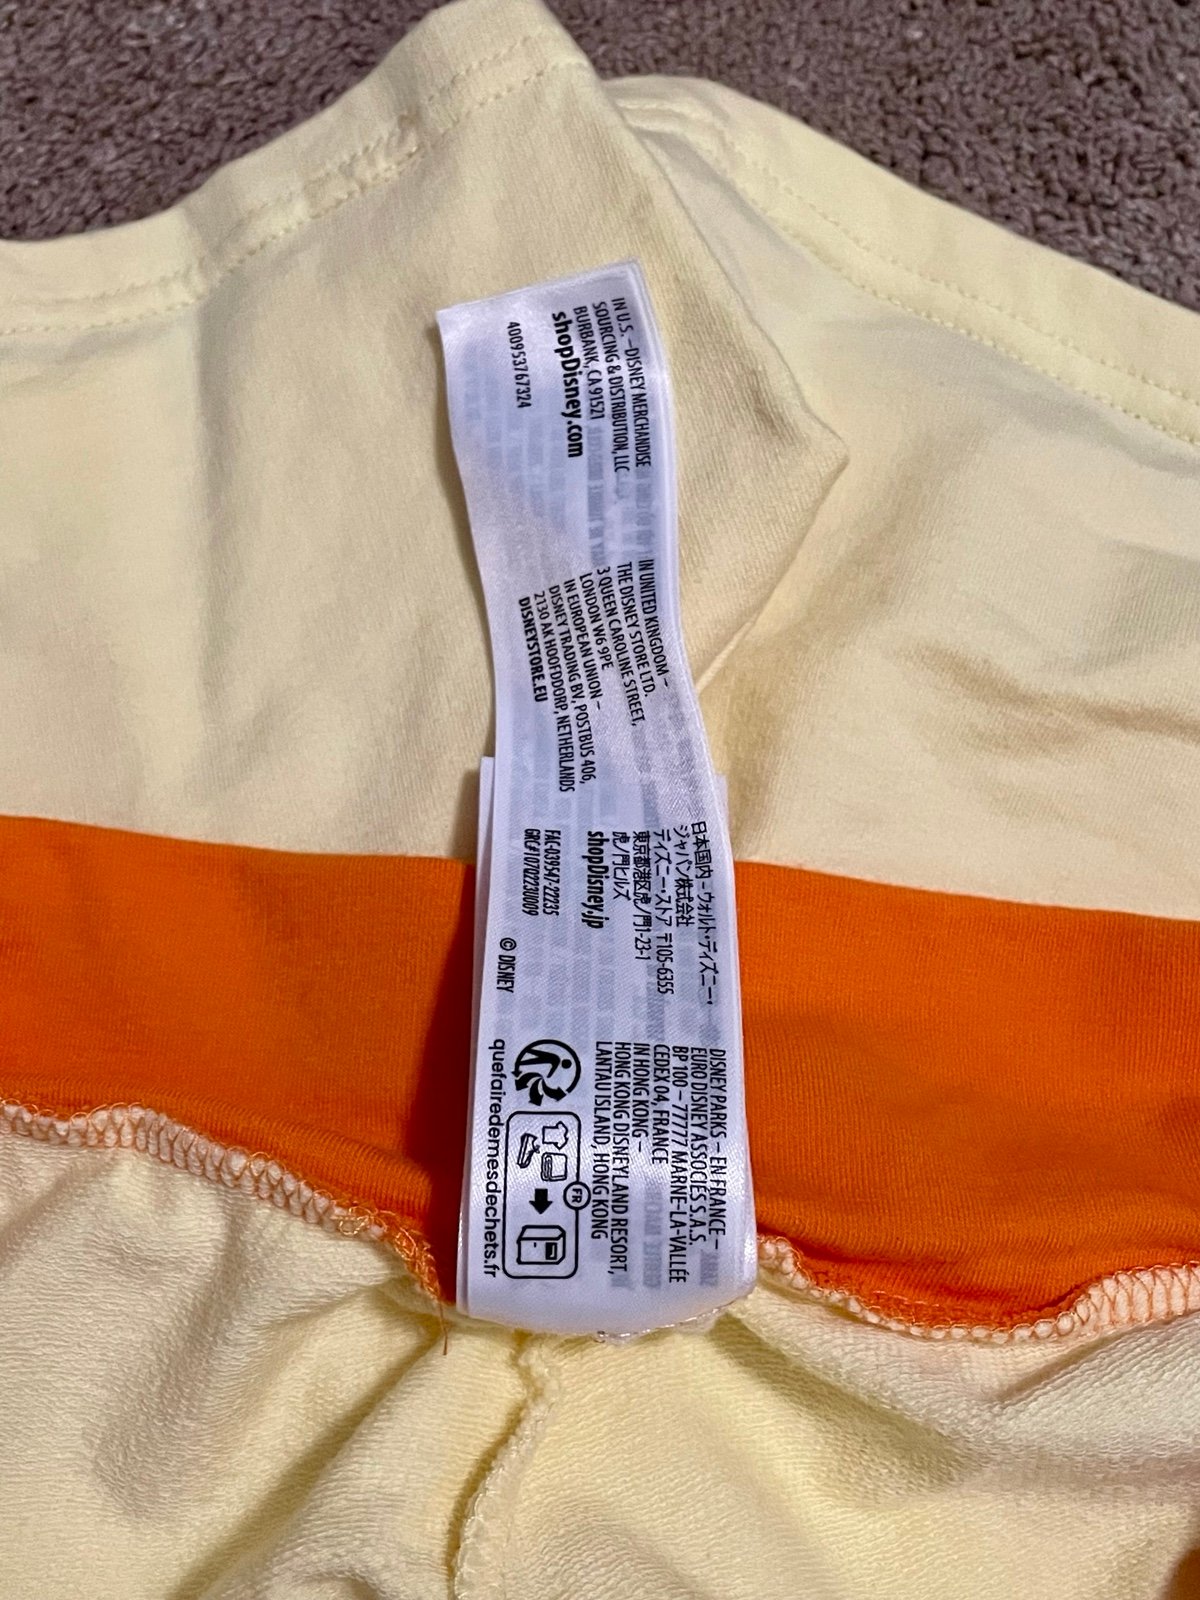 IN U.S. –DISNEY MERCHANDISE
SOURCING & DISTRIBUTION, LLC
BURBANK, CA 91521
shopDisney.com
400953767324
IN UNITED KINGDOM –
THE DISNEY STORE LTD.
3 QUEEN CAROLINE STREET,
LONDON W6 9PE
IN EUROPEAN UNION –
DISNEY TRADING BV, POSTBUS 406,
2130 AK HOOFDDORP, NETHERLANDS
DISNEYSTORE.EU
日本国内 – ウォルト・ディズニー・
ジャパン株式会社
ディズニー・ストア 〒105-6355
東京都港区虎ノ門1-23-1
虎ノ門ヒルズ
shopDisney.jp
FAC-039547-22235
GRC#10702230009
© DISNEY
DISNEY PARKS – EN FRANCE –
EURO DISNEY ASSOCIÉS S.A.S.
BP 100 – 77777 MARNE-LA-VALLÉE
CEDEX 04, FRANCE
IN HONG KONG –
HONG KONG DISNEYLAND RESORT,
LANTAU ISLAND, HONG KONG
FR
quefairedemesdechets.fr